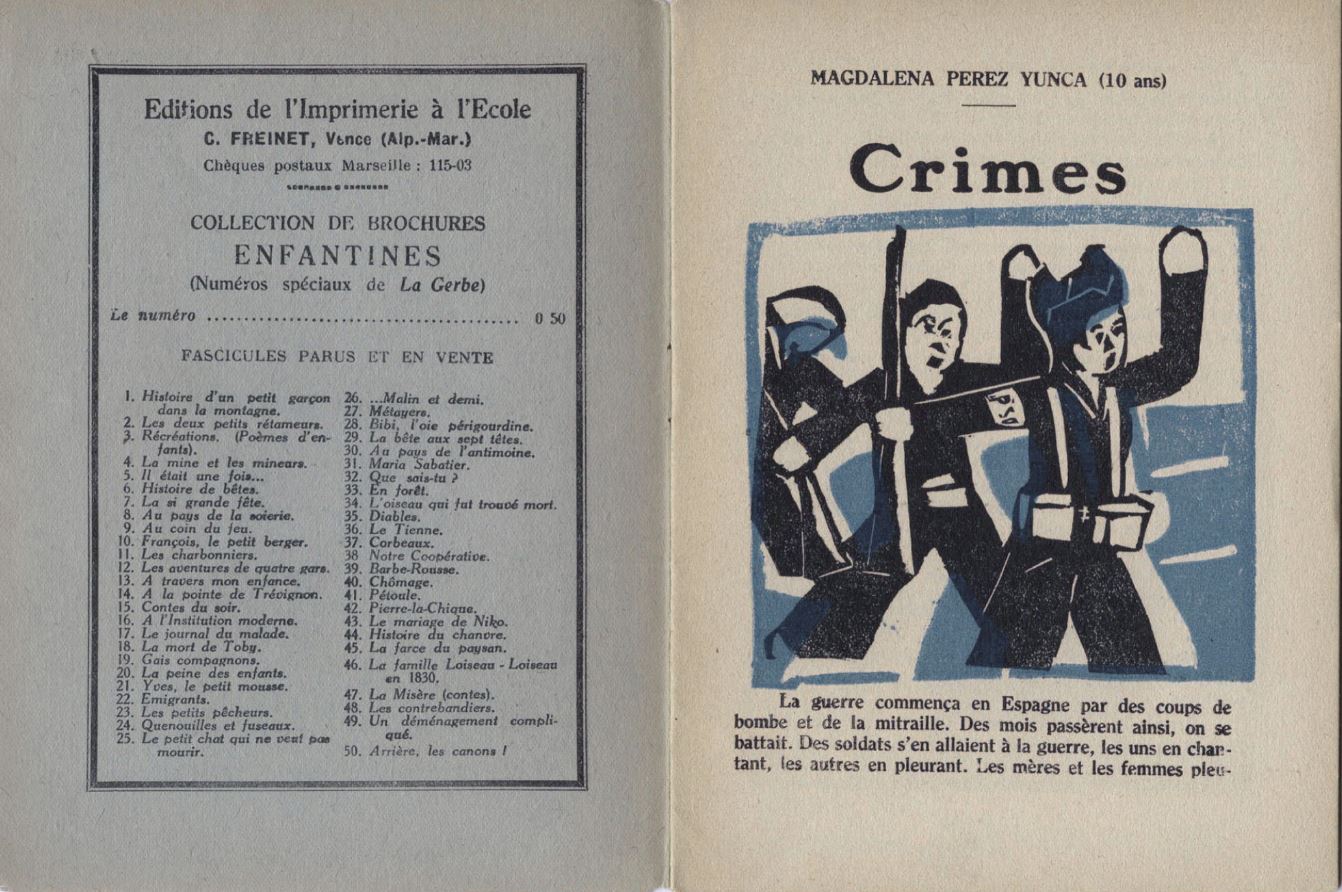 Editions de l'Imprimerie à l'Ecole
C. FREINET, Vence (Alp.-Mar.)
Chèques postaux Marseille : 115-03
COLLECTION DE BROCHURES
ENFANTINES
(Numéros spéciaux de La Gerbe)
Le numéro ........................................ 0 50
FASCICULES PARUS ET EN VENTE
1. Histoire d'un petit garçon
dans la montagne.
2. Les deux petits rétameurs.
3. Récréations. (Poèmes d'en-
fants).
4. La mine et les mineurs.
5. Il était une fois...
6. Histoire de bêtes.
7. La si grande fête.
8. Au pays de la soierie.
9. Au coin du feu.
10. François, le petit berger.
11. Les charbonniers.
12. Les aventures de quatre gars.
13. A travers mon enfance.
14. A la pointe de Trévignon.
15. Contes du soir.
16. A l'Institution moderne.
17. Le journal du malade.
18. La mort de Toby.
19. Gais compagnons.
20. La peine des enfants.
21. Yves, le petit mousse.
22. Emigrants.
23. Les petits pêcheurs.
24. Quenouilles et fuseaux.
25. Le petit chat qui ne veut pas
mourir.
26. ...Malin et demi.
27. Métayers.
28. Bibi, l'oie périgourdine.
29. La bête aux sept têtes.
30. Au pays de l'antimoine.
31. Maria Sabatier.
32. Que sais-tu ?
33. En forêt.
34. L'oiseau qui fut trouvé mort.
35. Diables.
36. Le Tienne.
37. Corbeaux.
38 Notre Coopérative.
39. Barbe-Rousse.
40. Chômage.
41. Pétoule.
42. Pierre-la-Chique.
43. Le mariage de Niko.
44. Histoire du chanvre.
45. La farce du paysan.
46. La famille Loiseau - Loiseau
en 1830.
47. La Misère (contes).
48. Les contrebandiers.
49. Un déménagement compli-
qué.
50. Arrière, les canons !
MAGDALENA PEREZ YUNCA (10 ans)
Crimes
La guerre commença en Espagne par des coups de
bombe et de la mitraille. Des mois passèrent ainsi, on se
battait. Des soldats s'en allaient à la guerre, les uns en chan-
tant, les autres en pleurant. Les mères et les femmes pleu-